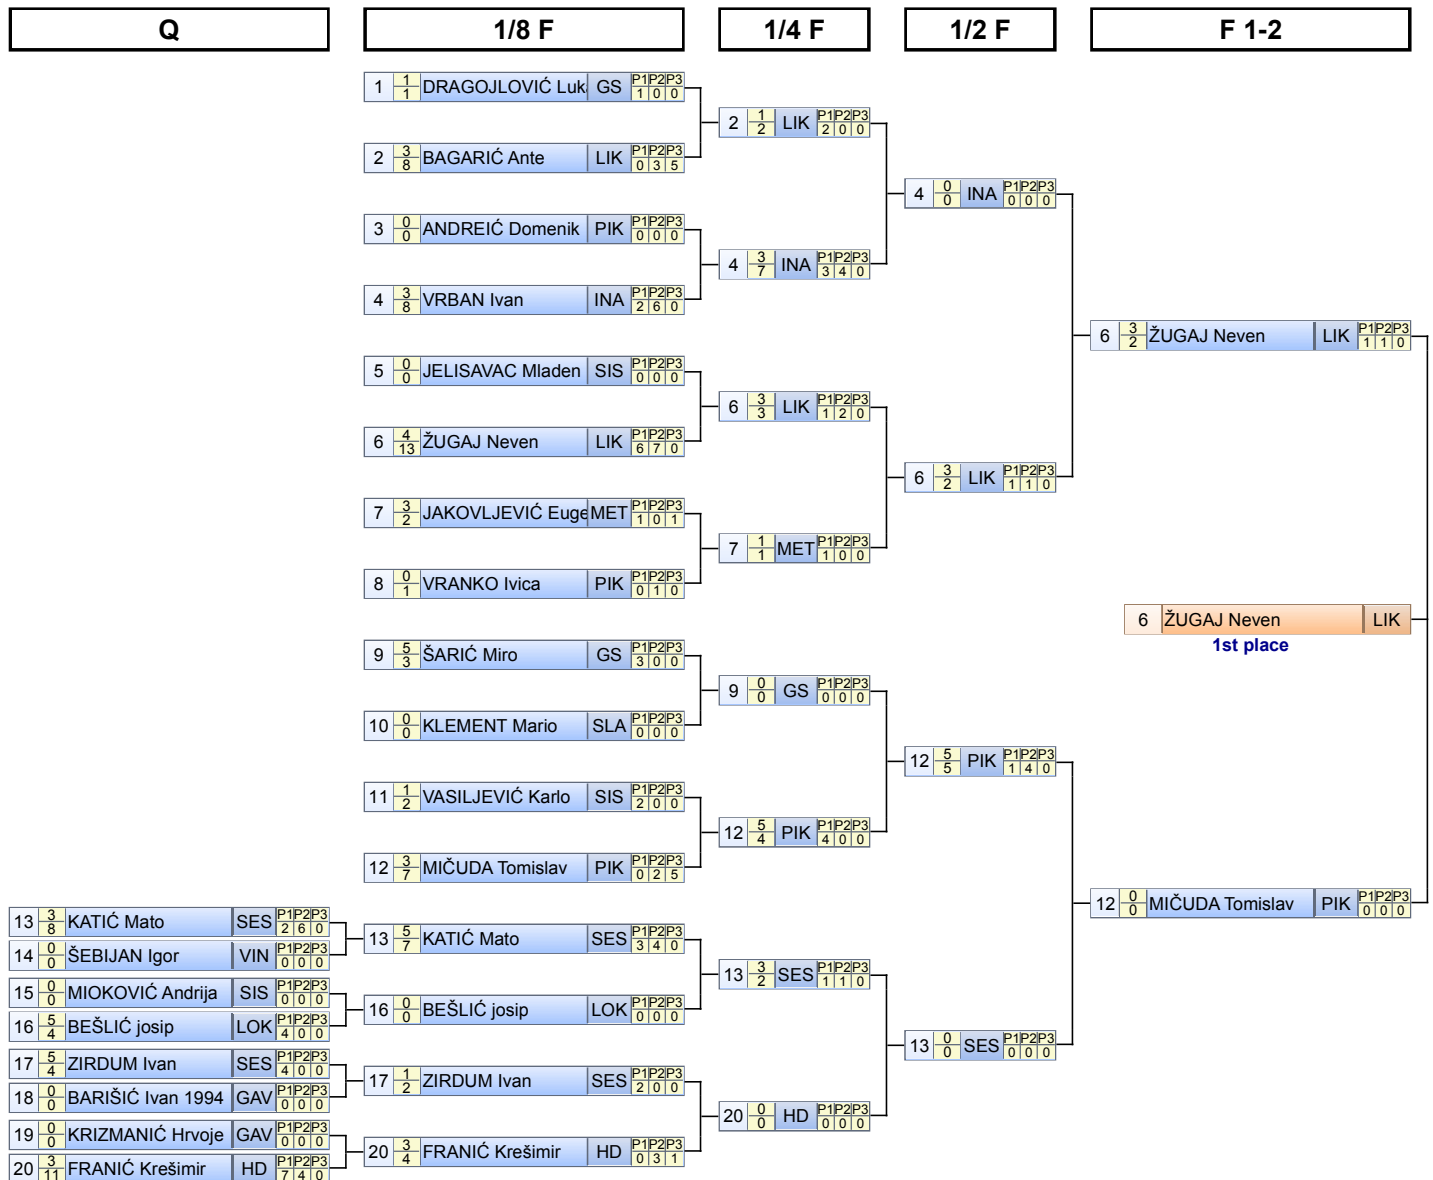 Q 1/8 F 1/4 F 1/2 F F 1-2
1 1 1 DRAGOJLOVIĆ Luk GS P1 P2 P3 1 0 0
2 1 2 LIK P1 P2 P3 2 0 0
2 3 8 BAGARIĆ Ante LIK P1 P2 P3 0 3 5
4 0 0 INA P1 P2 P3 0 0 0
3 0 0 ANDREIĆ Domenik PIK P1 P2 P3 0 0 0
4 3 7 INA P1 P2 P3 3 4 0
4 3 8 VRBAN Ivan INA P1 P2 P3 2 6 0
6 3 2 ŽUGAJ Neven LIK P1 P2 P3 1 1 0
5 0 0 JELISAVAC Mladen SIS P1 P2 P3 0 0 0
6 3 3 LIK P1 P2 P3 1 2 0
6 4 13 ŽUGAJ Neven LIK P1 P2 P3 6 7 0
6 3 2 LIK P1 P2 P3 1 1 0
7 3 2 JAKOVLJEVIĆ Euge MET P1 P2 P3 1 0 1
7 1 1 MET P1 P2 P3 1 0 0
8 0 1 VRANKO Ivica PIK P1 P2 P3 0 1 0
6 ŽUGAJ Neven LIK
1st place
9 5 3 ŠARIĆ Miro GS P1 P2 P3 3 0 0
9 0 0 GS P1 P2 P3 0 0 0
10 0 0 KLEMENT Mario SLA P1 P2 P3 0 0 0
12 5 5 PIK P1 P2 P3 1 4 0
11 1 2 VASILJEVIĆ Karlo SIS P1 P2 P3 2 0 0
12 5 4 PIK P1 P2 P3 4 0 0
12 3 7 MIČUDA Tomislav PIK P1 P2 P3 0 2 5
12 0 0 MIČUDA Tomislav PIK P1 P2 P3 0 0 0
13 3 8 KATIĆ Mato SES P1 P2 P3 2 6 0
13 5 7 KATIĆ Mato SES P1 P2 P3 3 4 0
14 0 0 ŠEBIJAN Igor VIN P1 P2 P3 0 0 0
13 3 2 SES P1 P2 P3 1 1 0
15 0 0 MIOKOVIĆ Andrija SIS P1 P2 P3 0 0 0
16 0 0 BEŠLIĆ josip LOK P1 P2 P3 0 0 0
16 5 4 BEŠLIĆ josip LOK P1 P2 P3 4 0 0
13 0 0 SES P1 P2 P3 0 0 0
17 5 4 ZIRDUM Ivan SES P1 P2 P3 4 0 0
17 1 2 ZIRDUM Ivan SES P1 P2 P3 2 0 0
18 0 0 BARIŠIĆ Ivan 1994 GAV P1 P2 P3 0 0 0
20 0 0 HD P1 P2 P3 0 0 0
19 0 0 KRIZMANIĆ Hrvoje GAV P1 P2 P3 0 0 0
20 3 4 FRANIĆ Krešimir HD P1 P2 P3 0 3 1
20 3 11 FRANIĆ Krešimir HD P1 P2 P3 7 4 0